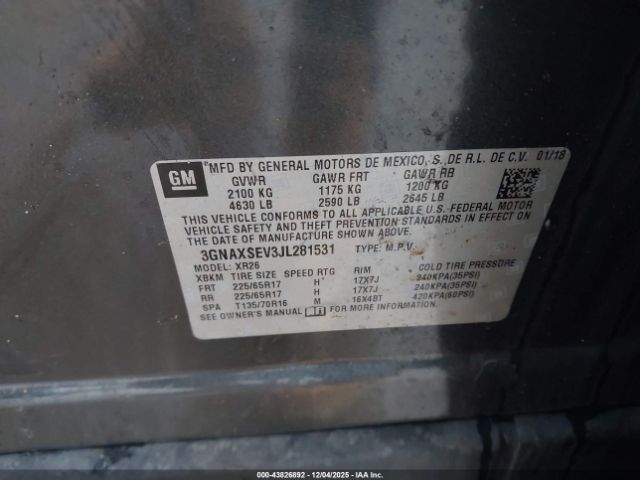 GM
MFD BY GENERAL MOTORS DE MEXICO, S. DE R.L. DE C.V. 01/18
GVWR GAWR FRT GAWR RR
2100 KG 1175 KG 1200 KG
4630 LB 2590 LB 2645 LB
THIS VEHICLE CONFORMS TO ALL APPLICABLE U.S. FEDERAL MOTOR
VEHICLE SAFETY, BUMPER, AND THEFT PREVENTION STANDARDS IN EFFECT ON
THE DATE OF MANUFACTURE SHOWN ABOVE.
3GNAXSEV3JL281531 TYPE: M.P.V.
MODEL: XR26
XBKM TIRE SIZE SPEED RTG RIM COLD TIRE PRESSURE
FRT 225/65R17 H 17X7J 240KPA(35PSI)
RR 225/65R17 H 17X7J 240KPA(35PSI)
SPA T135/70R16 M 16X4BT 420KPA(60PSI)
SEE OWNER'S MANUAL FOR MORE INFORMATION.
000-43826892 - 12/04/2025 - IAAI.COM